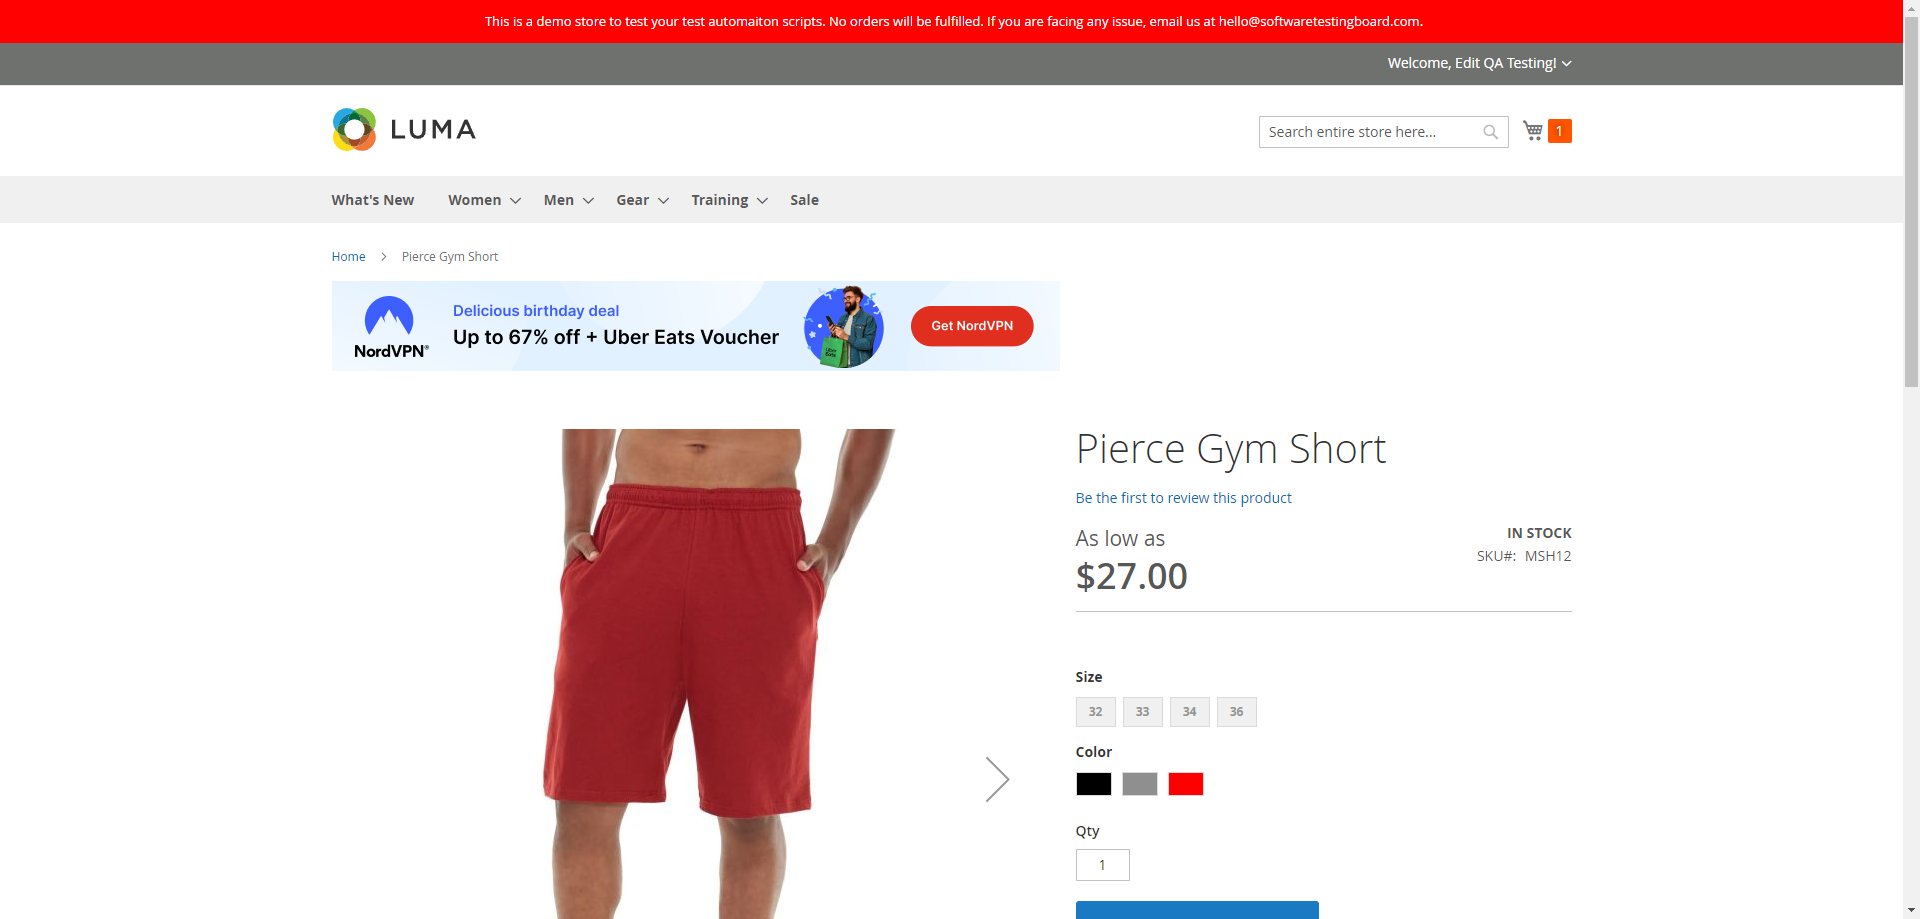 This is a demo store to test your test automaiton scripts. No orders will be fulfilled. If you are facing any issue, email us at hello@softwaretestingboard.com.
Welcome, Edit QA Testing!
LUMA
Search entire store here...
1
What's New Women Men Gear Training Sale
Home Pierce Gym Short
NordVPN®
Delicious birthday deal
Up to 67% off + Uber Eats Voucher
Uber Eats
Get NordVPN
Pierce Gym Short
Be the first to review this product
As low as
$27.00
IN STOCK
SKU#: MSH12
Size
32 33 34 36
Color
Qty
1